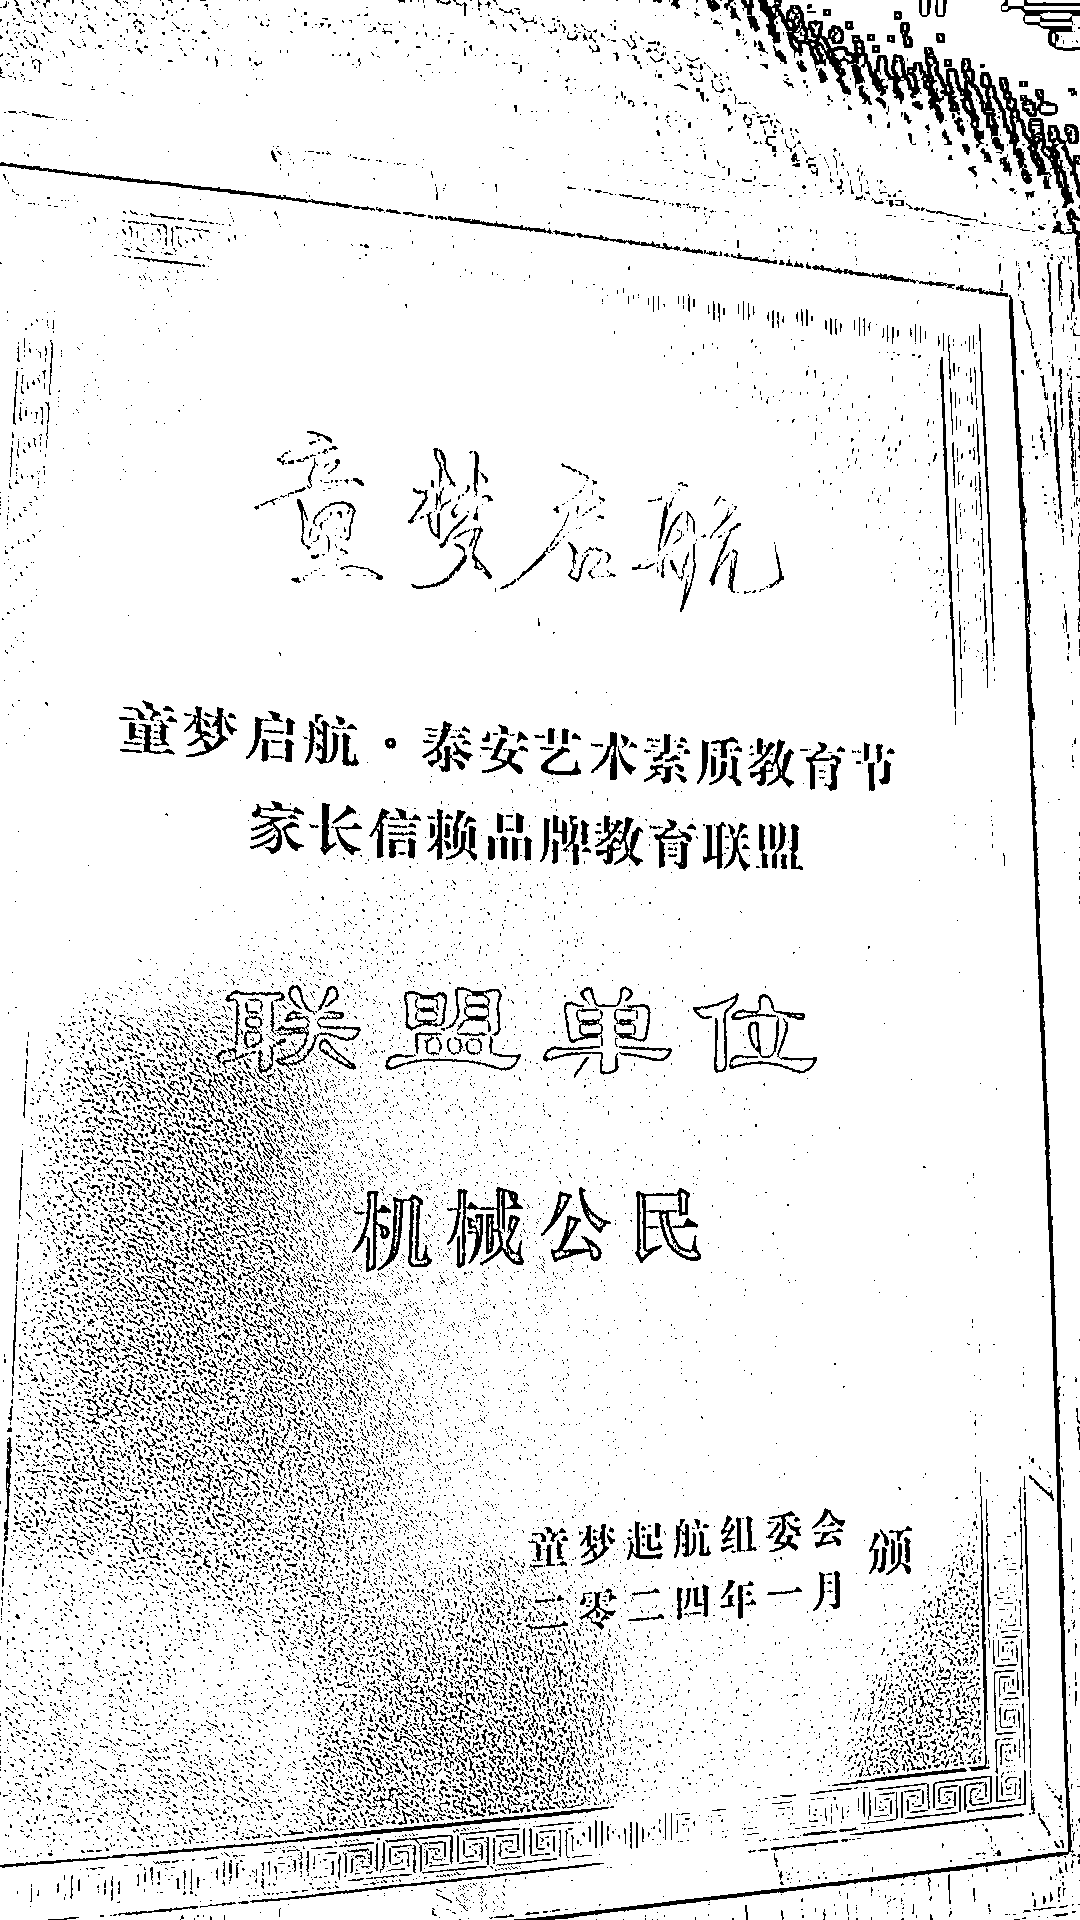 童梦启航
童梦启航·泰安艺术素质教育节
家长信赖品牌教育联盟
联盟单位
机械公民
童梦起航组委会 颁
二零二四年一月